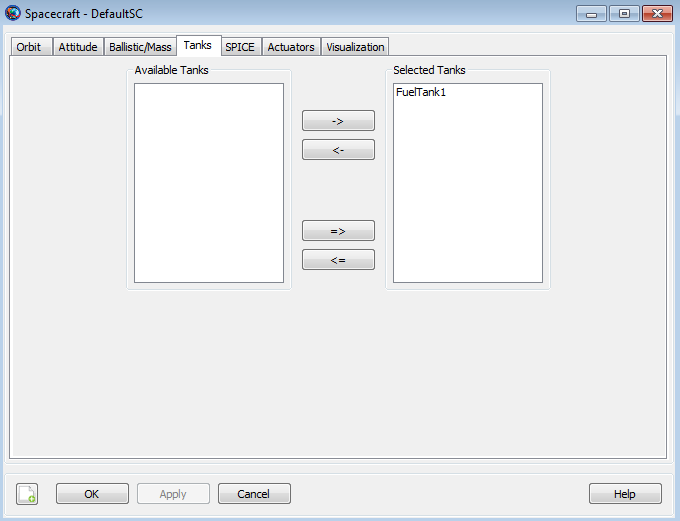 Spacecraft - DefaultSC
Orbit Attitude Ballistic/Mass Tanks SPICE Actuators Visualization
Available Tanks
Selected Tanks
FuelTank1
->
<-
=>
<=
OK Apply Cancel Help